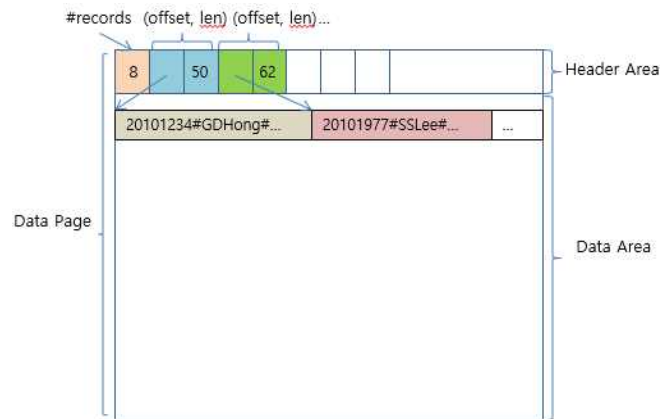 #records (offset, len) (offset, len)...
8 50 62
Header Area
20101234#GDHong#... 20101977#SSLee#... ...
Data Page
Data Area